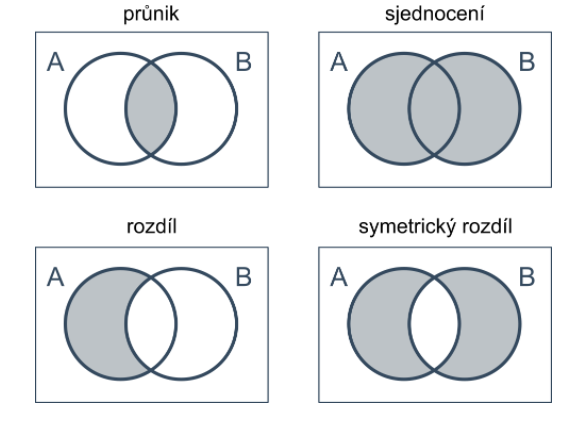 průnik
A B
sjednocení
A B
rozdíl
A B
symetrický rozdíl
A B